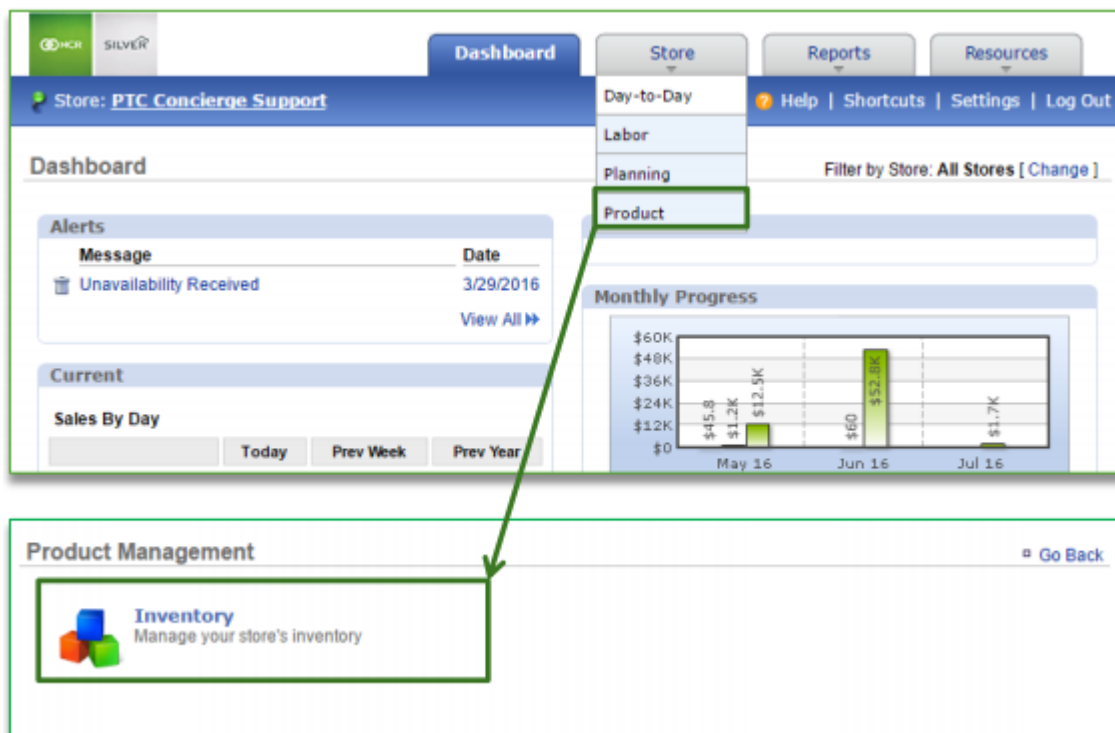 NCR SILVER
Dashboard Store Reports Resources
Store: PTC Concierge Support
Help | Shortcuts | Settings | Log Out
Day-to-Day
Labor
Planning
Product
Dashboard
Filter by Store: All Stores [ Change ]
Alerts
Message Date
Unavailability Received 3/29/2016
View All
Current
Sales By Day
Today Prev Week Prev Year
Monthly Progress
$60K
$48K
$36K
$24K
$12K
$0
$45.8
$1.2K
$12.5K
$60
$52.8K
$1.7K
May 16 Jun 16 Jul 16
Product Management
Go Back
Inventory
Manage your store's inventory